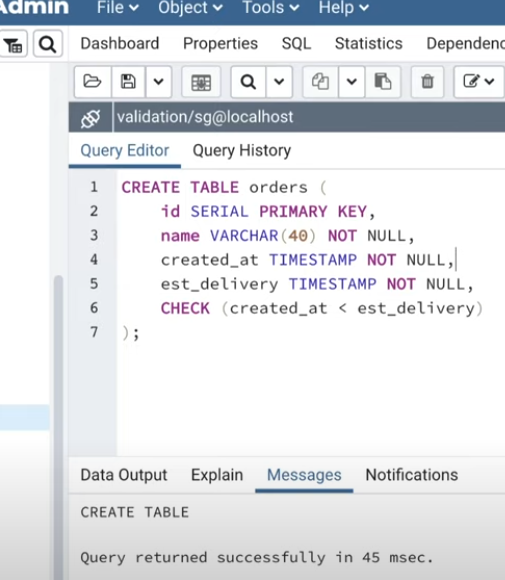 Admin File Object Tools Help
Dashboard Properties SQL Statistics Dependenc
validation/sg@localhost
Query Editor Query History
1 CREATE TABLE orders (
2 id SERIAL PRIMARY KEY,
3 name VARCHAR(40) NOT NULL,
4 created_at TIMESTAMP NOT NULL,
5 est_delivery TIMESTAMP NOT NULL,
6 CHECK (created_at < est_delivery)
7 );
Data Output Explain Messages Notifications
CREATE TABLE
Query returned successfully in 45 msec.